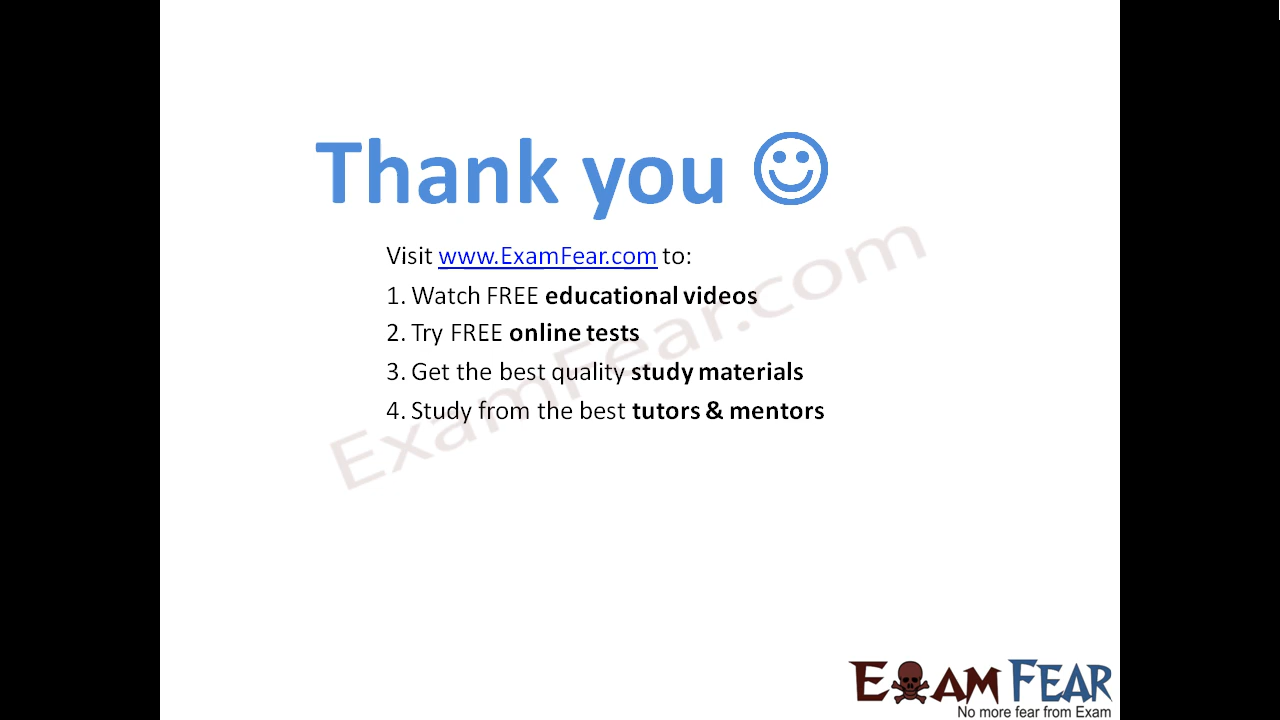 Thank you ☺
Visit www.ExamFear.com to:
1. Watch FREE educational videos
2. Try FREE online tests
3. Get the best quality study materials
4. Study from the best tutors & mentors
ExamFear.com
EXAM FEAR
No more fear from Exam